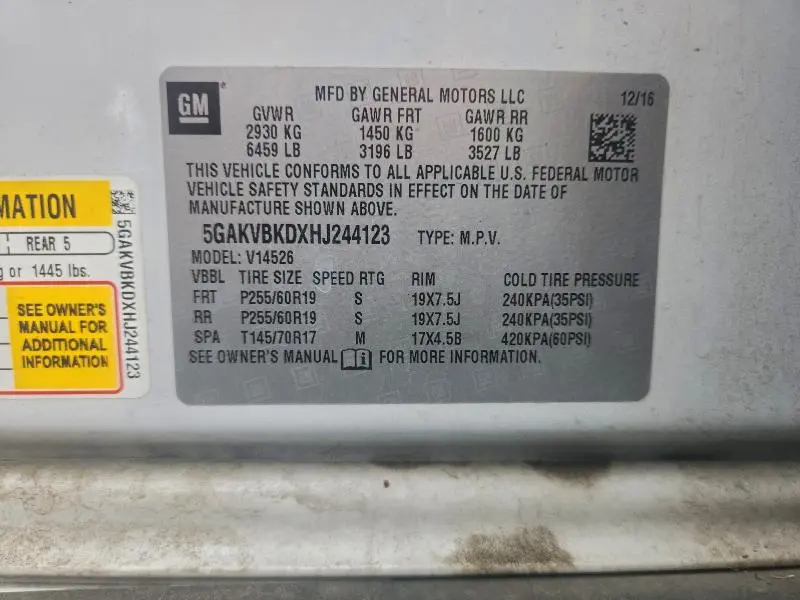 GM
MFD BY GENERAL MOTORS LLC 12/16
GVWR GAWR FRT GAWR RR
2930 KG 1450 KG 1600 KG
6459 LB 3196 LB 3527 LB
THIS VEHICLE CONFORMS TO ALL APPLICABLE U.S. FEDERAL MOTOR
VEHICLE SAFETY STANDARDS IN EFFECT ON THE DATE OF
MANUFACTURE SHOWN ABOVE.
5GAKVBKDXHJ244123 TYPE: M.P.V.
MODEL: V14526
VBBL TIRE SIZE SPEED RTG RIM COLD TIRE PRESSURE
FRT P255/60R19 S 19X7.5J 240KPA(35PSI)
RR P255/60R19 S 19X7.5J 240KPA(35PSI)
SPA T145/70R17 M 17X4.5B 420KPA(60PSI)
SEE OWNER'S MANUAL FOR MORE INFORMATION.
MATION
REAR 5
g or 1445 lbs.
SEE OWNER'S
MANUAL FOR
ADDITIONAL
INFORMATION
5GAKVBKDXHJ244123